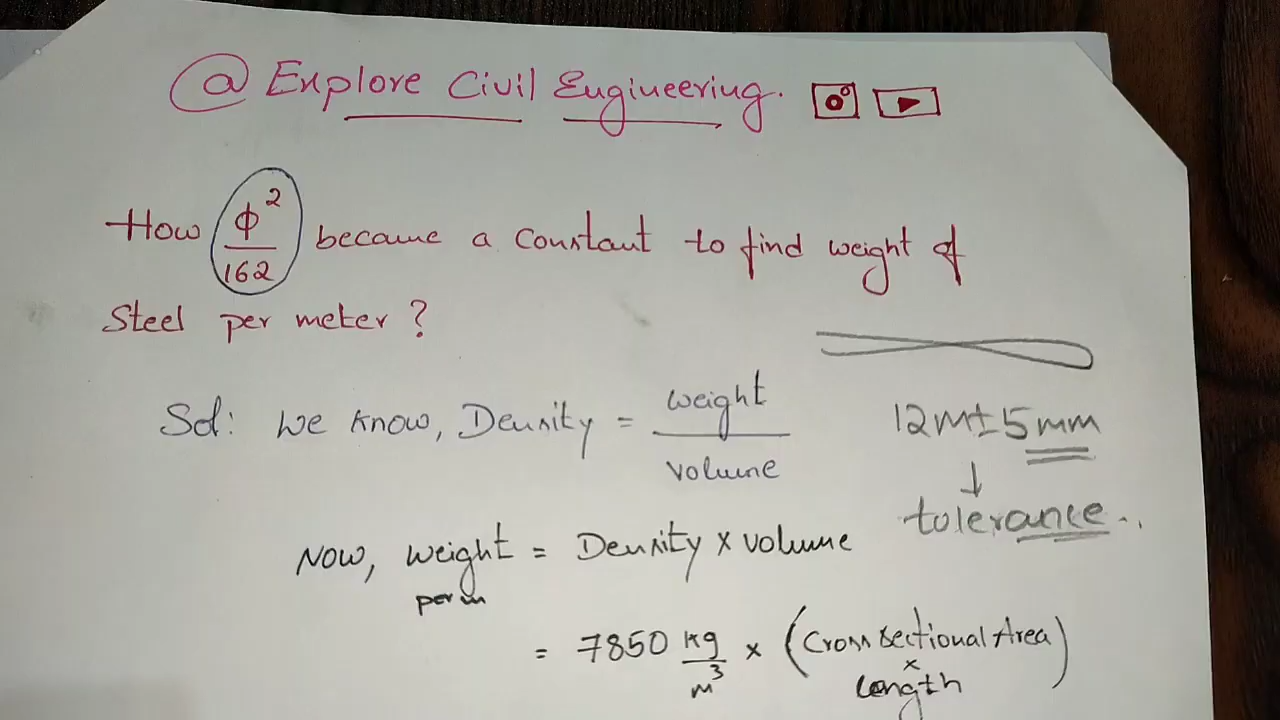 @ Explore Civil Engineering.
How φ²/162 became a constant to find weight of
Steel per meter?
Sol: We know, Density = weight/volume
12M±5mm
↓
tolerance..
Now, weight = Density x volume
per m
= 7850 kg/m³ x (Cross sectional Area x length)